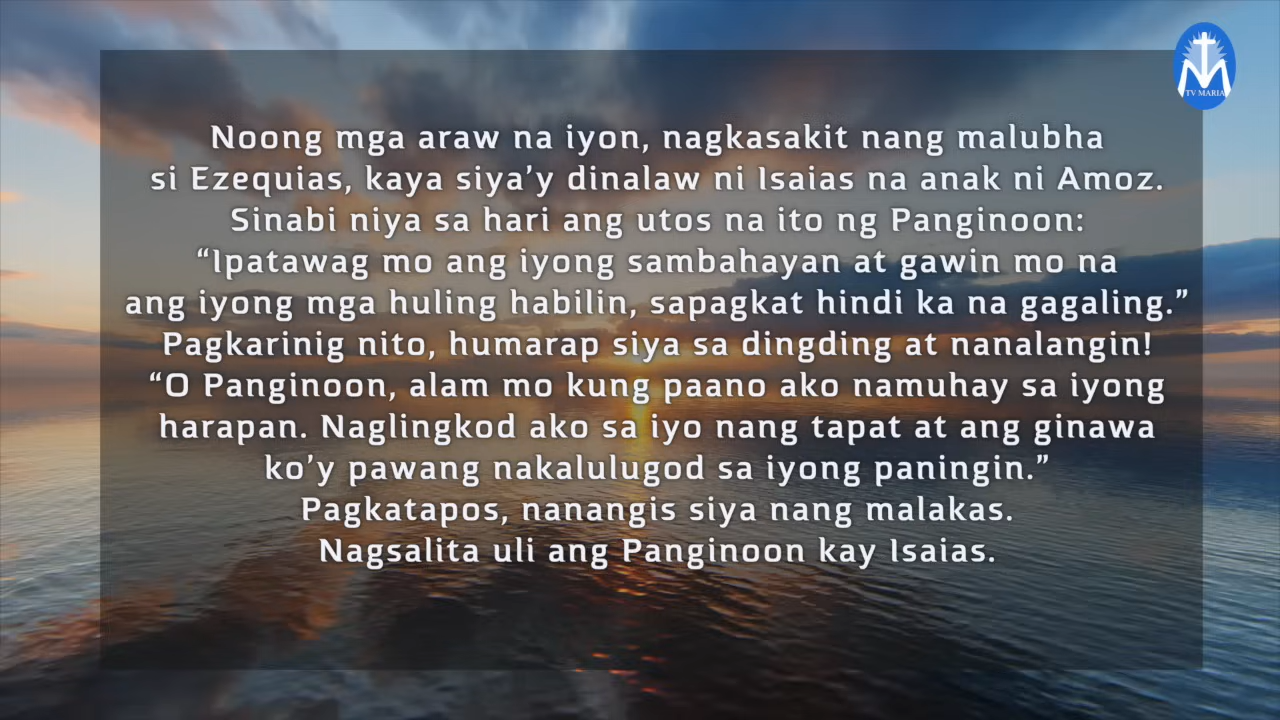 TV MARIA
Noong mga araw na iyon, nagkasakit nang malubha
si Ezequias, kaya siya’y dinalaw ni Isaias na anak ni Amoz.
Sinabi niya sa hari ang utos na ito ng Panginoon:
“Ipatawag mo ang iyong sambahayan at gawin mo na
ang iyong mga huling habilin, sapagkat hindi ka na gagaling.”
Pagkarinig nito, humarap siya sa dingding at nanalangin!
“O Panginoon, alam mo kung paano ako namuhay sa iyong
harapan. Naglingkod ako sa iyo nang tapat at ang ginawa
ko’y pawang nakalulugod sa iyong paningin.”
Pagkatapos, nanangis siya nang malakas.
Nagsalita uli ang Panginoon kay Isaias.